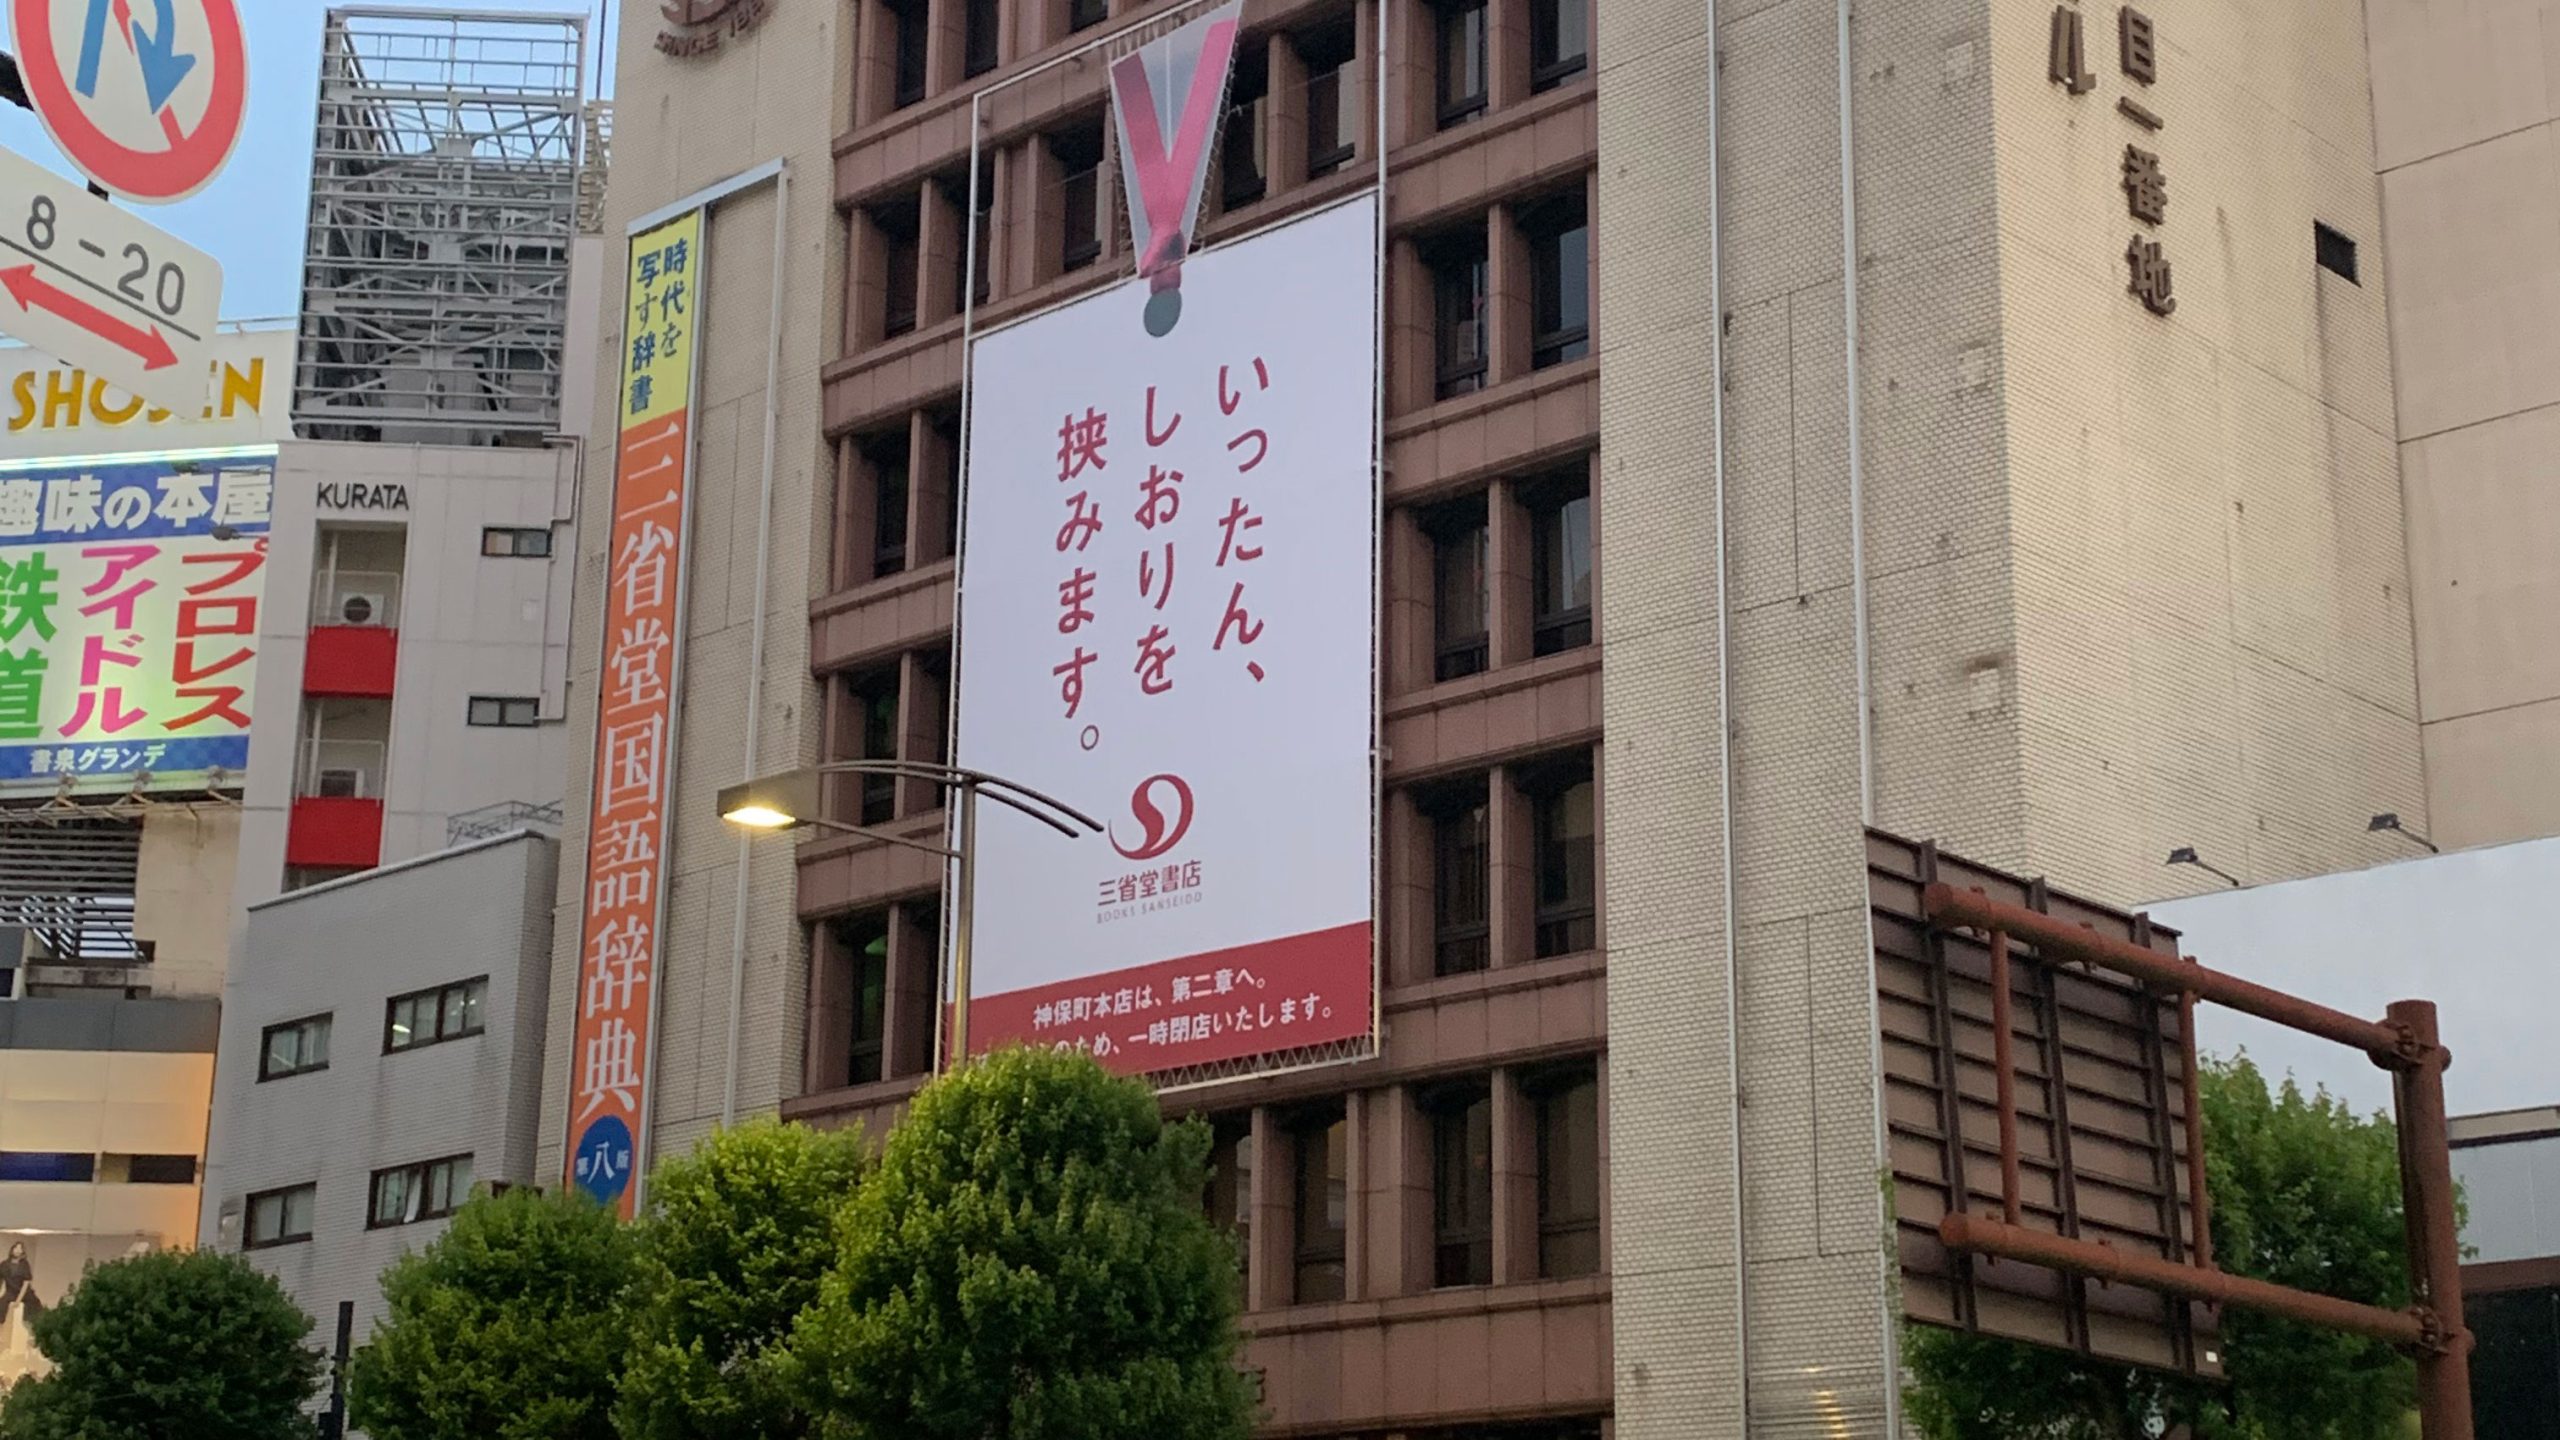 8-20
SHOSEN
趣味の本屋
プロレス
アイドル
鉄道
書泉グランデ
KURATA
時代を
写す辞書
三省堂国語辞典
第八版
SINCE 188
いったん、
しおりを
挟みます。
三省堂書店
BOOKS SANSEIDO
神保町本店は、第二章へ。
のため、一時閉店いたします。
目一番地
ル